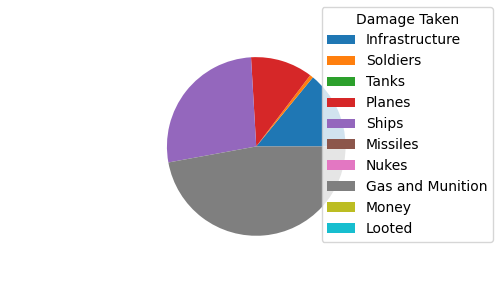 Damage Taken
Infrastructure
Soldiers
Tanks
Planes
Ships
Missiles
Nukes
Gas and Munition
Money
Looted